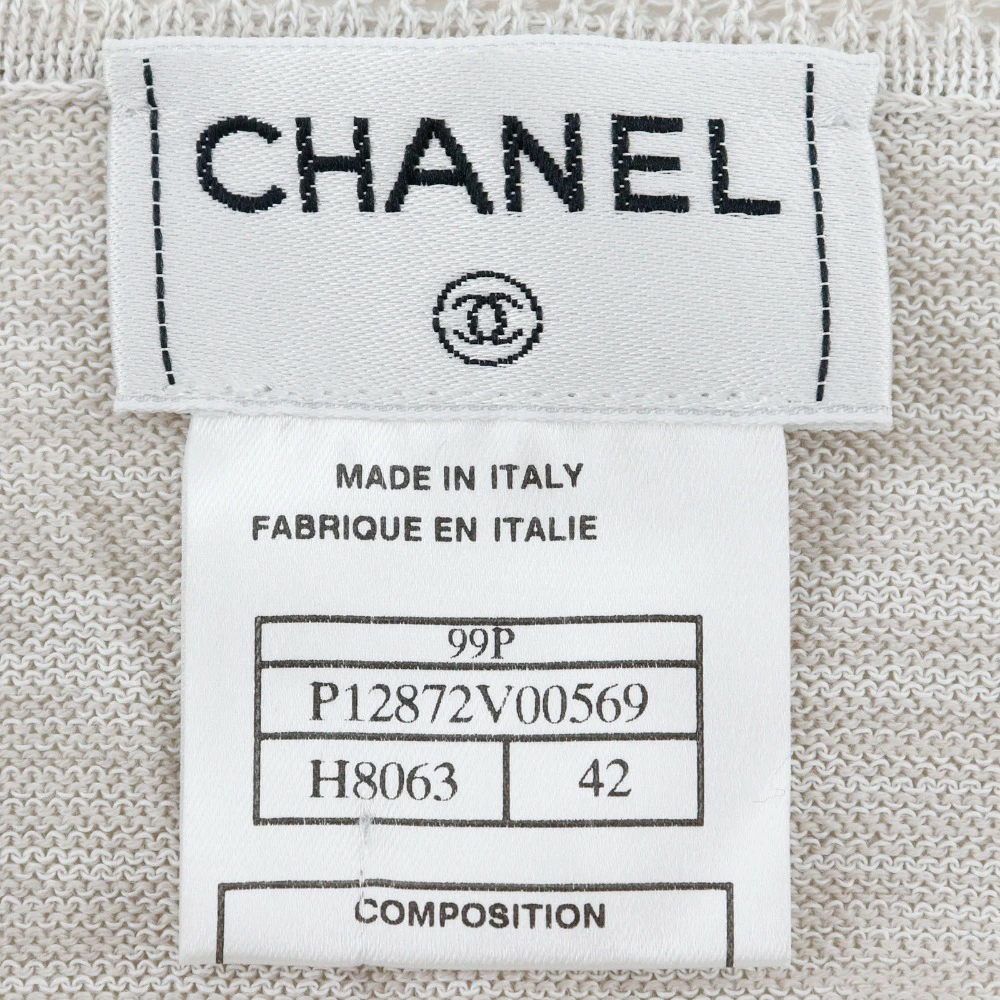 CHANEL
MADE IN ITALY
FABRIQUE EN ITALIE
99P
P12872V00569
H8063 42
COMPOSITION